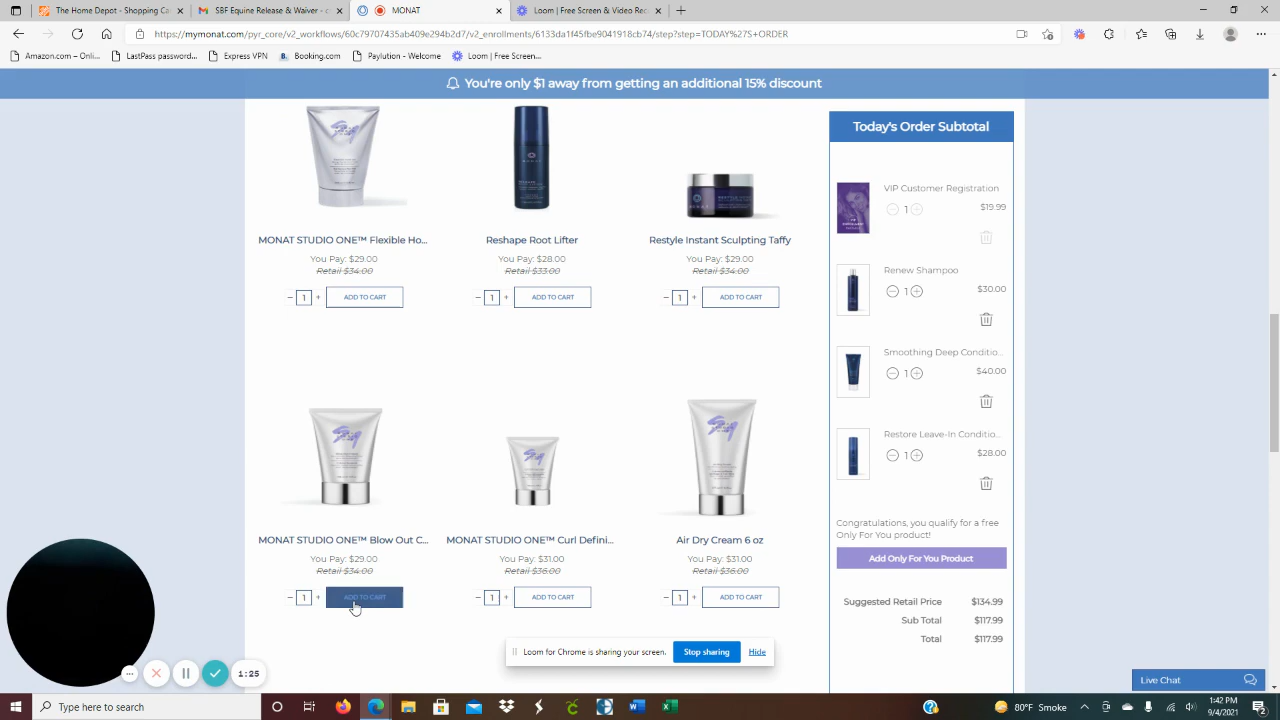 The Home Depot - Shopping Ca
SBF Equine Release and Covena
MONAT
Loom | Free Screen & Video Rec
https://mymonat.com/pyr_core/v2_workflows/60c7970435ab409e294b2d7/v2_enrollments/6133da1f45fbe9041918cb74/step?step=TODAY%27S+ORDER
Amazon.com – Onli...
LastPass password...
Express VPN
Booking.com
Electronics, Cars, F...
You're only $1 away from getting an additional 15% discount
MONAT STUDIO ONE™ Flexible Ho...
You Pay: $29.00
Retail $34.00
− 1 + ADD TO CART
Reshape Root Lifter
You Pay: $28.00
Retail $33.00
− 1 + ADD TO CART
Restyle Instant Sculpting Taffy
You Pay: $29.00
Retail $34.00
− 1 + ADD TO CART
MONAT STUDIO ONE™ Blow Out C...
You Pay: $29.00
Retail $34.00
− 1 + ADD TO CART
MONAT STUDIO ONE™ Curl Defini...
You Pay: $31.00
Retail $36.00
− 1 + ADD TO CART
Air Dry Cream 6 oz
You Pay: $31.00
Retail $36.00
− 1 + ADD TO CART
Today's Order Subtotal
VIP Customer Registration
1 $19.99
Renew Shampoo
1 $30.00
Smoothing Deep Conditio...
1 $40.00
Restore Leave-In Conditio...
1 $28.00
Congratulations, you qualify for a free
Only For You product!
Add Only For You Product
Suggested Retail Price $134.99
Sub Total $117.99
Total $117.99
Loom for Chrome is sharing your screen.
Stop sharing
Hide
1:25
Live Chat
Type here to search
80°F Smoke
1:42 PM
9/4/2021